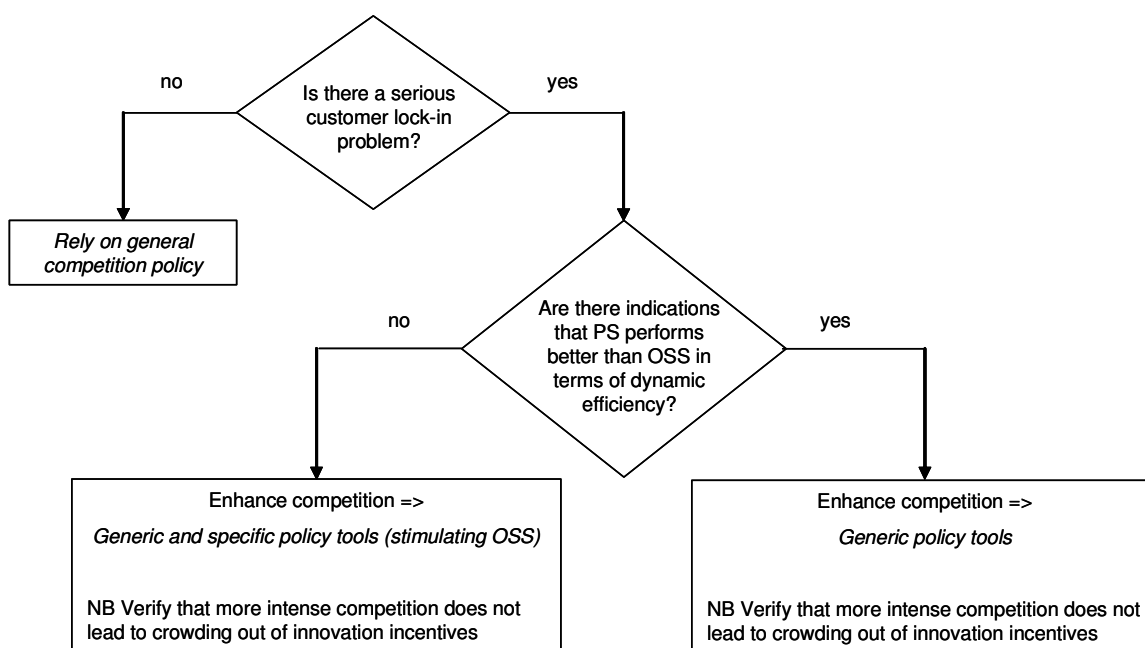 no
yes
Is there a serious
customer lock-in
problem?
Rely on general
competition policy
Are there indications
that PS performs
better than OSS in
terms of dynamic
efficiency?
no
yes
Enhance competition =>
Generic and specific policy tools (stimulating OSS)
NB Verify that more intense competition does not
lead to crowding out of innovation incentives
Enhance competition =>
Generic policy tools
NB Verify that more intense competition does not
lead to crowding out of innovation incentives